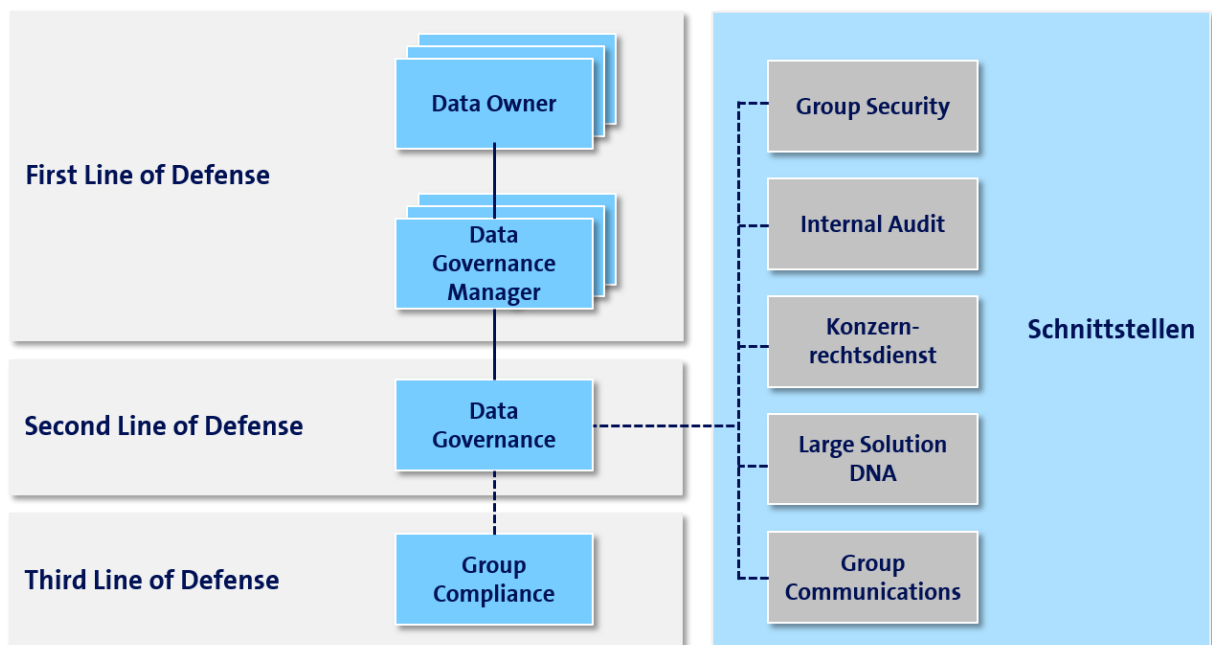 First Line of Defense
Data Owner
Data
Governance
Manager
Second Line of Defense
Data
Governance
Third Line of Defense
Group
Compliance
Group Security
Internal Audit
Konzern-
rechtsdienst
Large Solution
DNA
Group
Communications
Schnittstellen